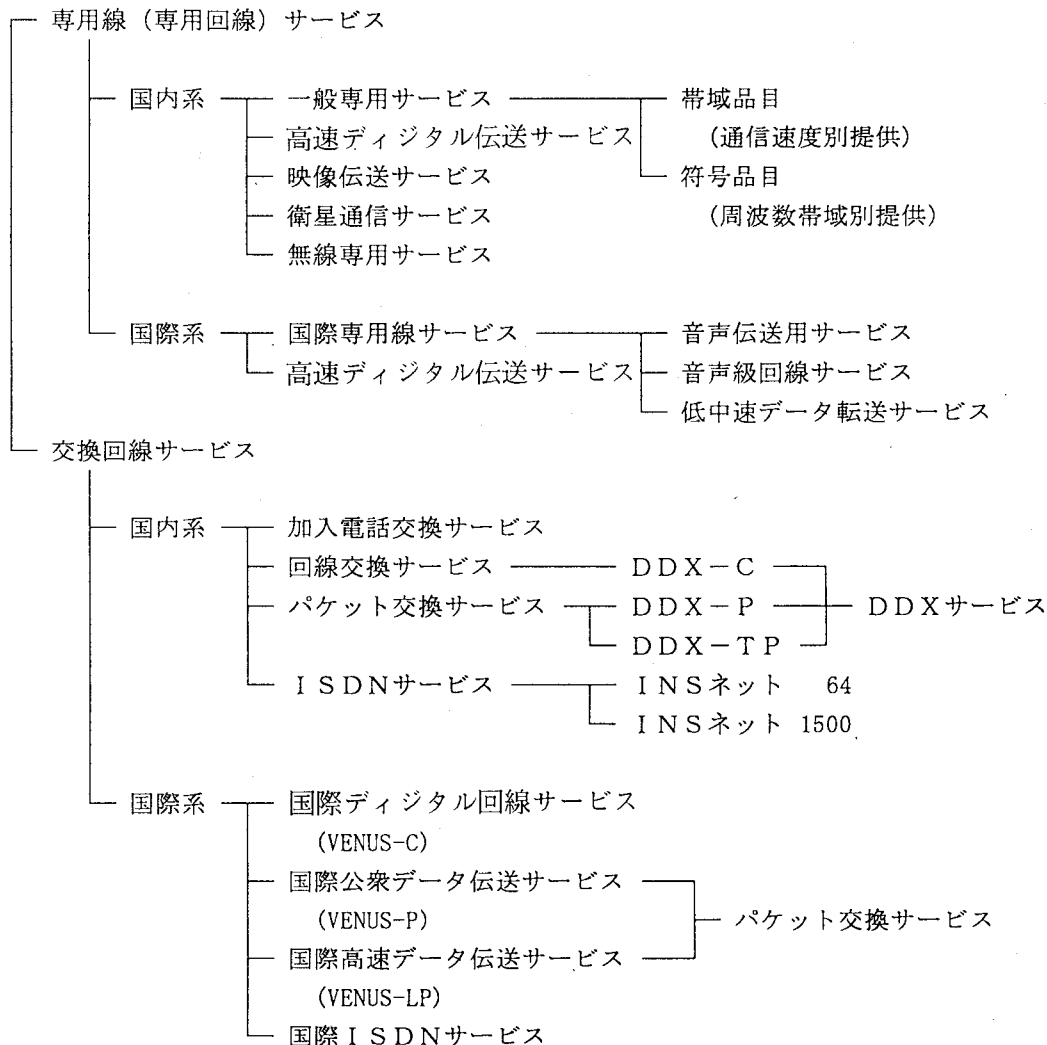 専用線（専用回線）サービス
国内系 一般専用サービス 帯域品目
高速ディジタル伝送サービス （通信速度別提供）
映像伝送サービス 符号品目
衛星通信サービス （周波数帯域別提供）
無線専用サービス
国際系 国際専用線サービス 音声伝送用サービス
高速ディジタル伝送サービス 音声級回線サービス
低中速データ転送サービス
交換回線サービス
国内系 加入電話交換サービス
回線交換サービス ＤＤＸ－Ｃ
パケット交換サービス ＤＤＸ－Ｐ ＤＤＸサービス
ＤＤＸ－ＴＰ
ＩＳＤＮサービス ＩＮＳネット 64
ＩＮＳネット 1500
国際系 国際ディジタル回線サービス
(VENUS-C)
国際公衆データ伝送サービス
(VENUS-P) パケット交換サービス
国際高速データ伝送サービス
(VENUS-LP)
国際ＩＳＤＮサービス